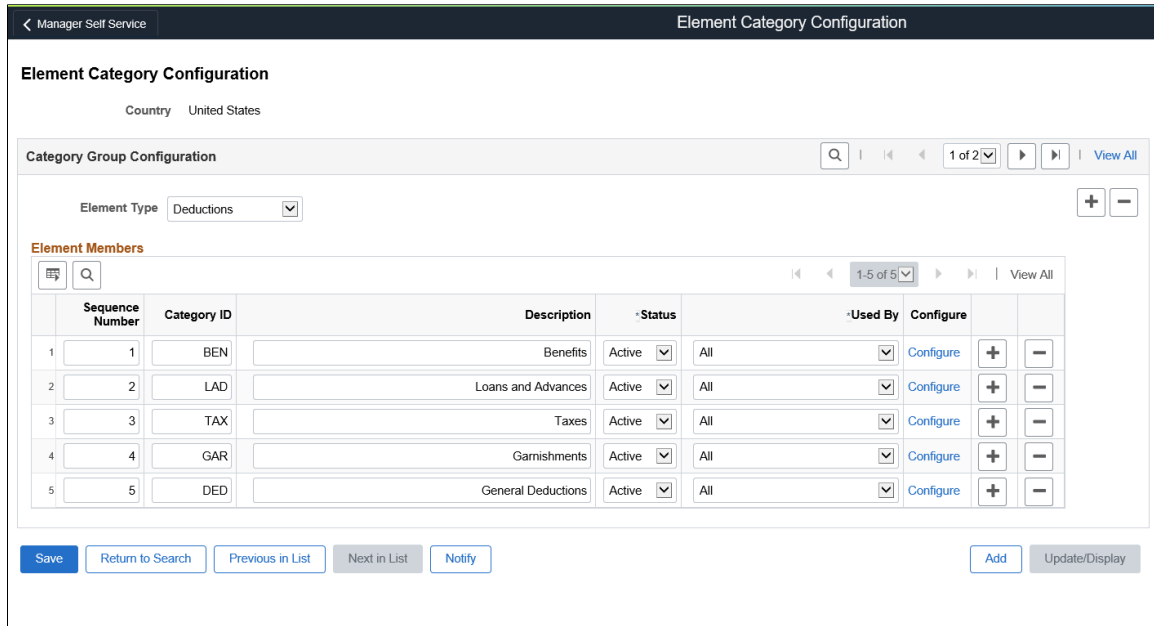 Manager Self Service Element Category Configuration
Element Category Configuration
Country United States
Category Group Configuration 1 of 2 View All
Element Type Deductions
Element Members
1-5 of 5 View All
Sequence Number Category ID Description *Status *Used By Configure
1 1 BEN Benefits Active All Configure
2 2 LAD Loans and Advances Active All Configure
3 3 TAX Taxes Active All Configure
4 4 GAR Garnishments Active All Configure
5 5 DED General Deductions Active All Configure
Save Return to Search Previous in List Next in List Notify Add Update/Display